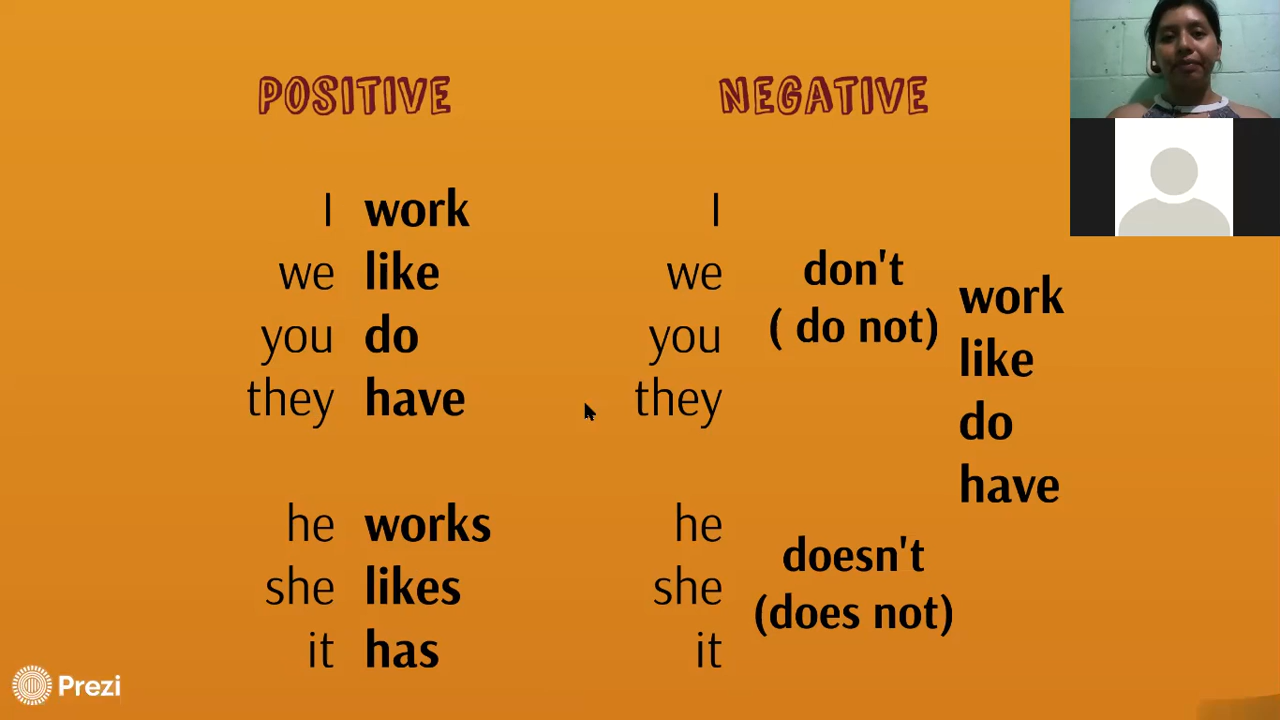 POSITIVE
I work
we like
you do
they have
he works
she likes
it has
NEGATIVE
I
we
you
they
don't
( do not)
he
she
it
doesn't
(does not)
work
like
do
have
Prezi